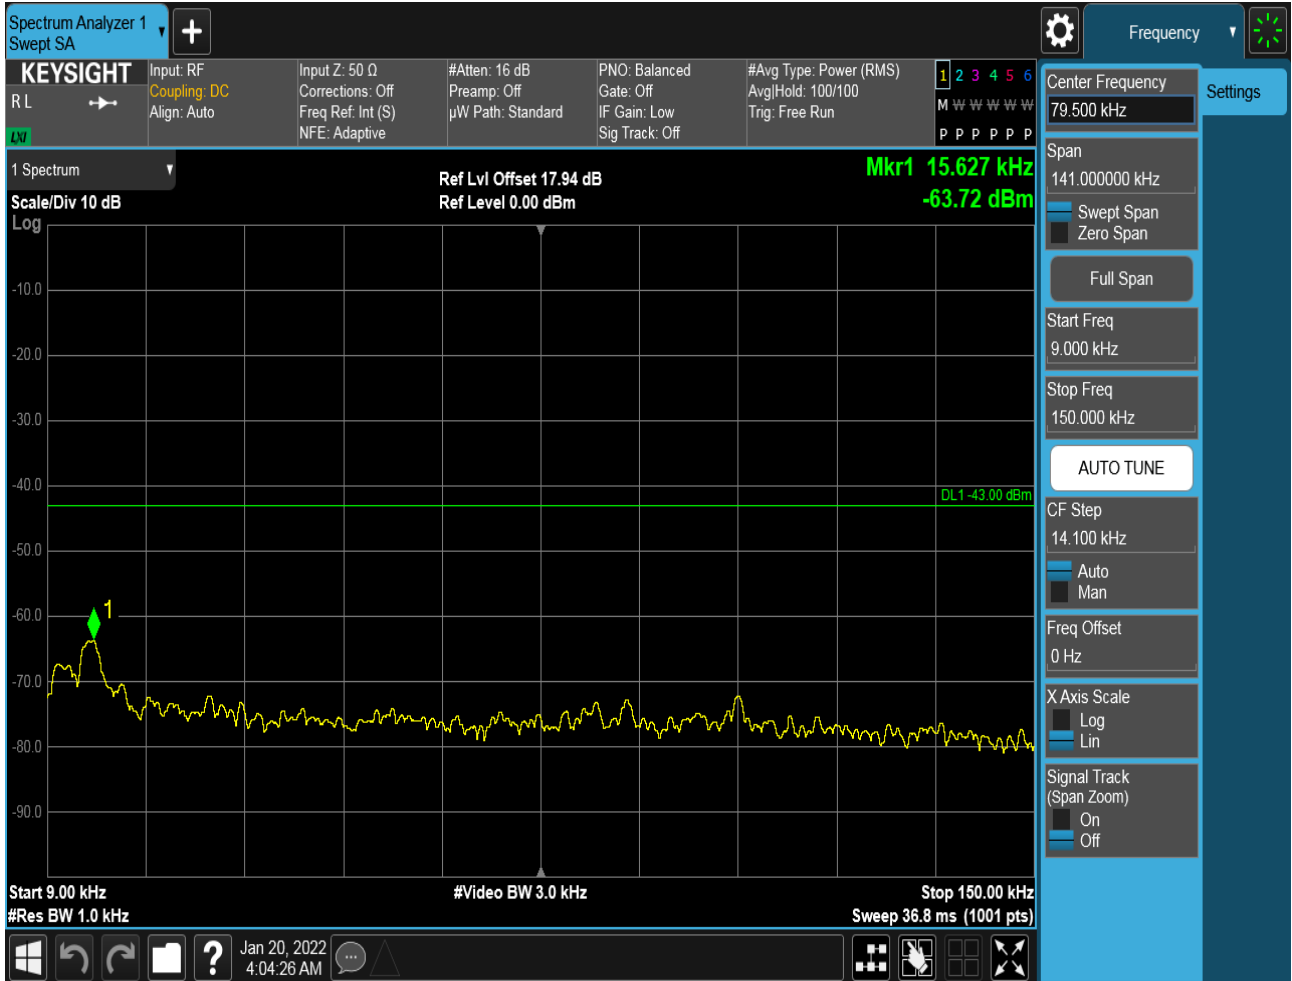 Spectrum Analyzer 1
Swept SA
Frequency
KEYSIGHT
R L
LXI
Input: RF
Coupling: DC
Align: Auto
Input Z: 50 Ω
Corrections: Off
Freq Ref: Int (S)
NFE: Adaptive
#Atten: 16 dB
Preamp: Off
µW Path: Standard
PNO: Balanced
Gate: Off
IF Gain: Low
Sig Track: Off
#Avg Type: Power (RMS)
Avg|Hold: 100/100
Trig: Free Run
1 2 3 4 5 6
M W W W W W
P P P P P P
1 Spectrum
Scale/Div 10 dB
Log
Ref Lvl Offset 17.94 dB
Ref Level 0.00 dBm
Mkr1 15.627 kHz
-63.72 dBm
-10.0
-20.0
-30.0
-40.0
DL1 -43.00 dBm
-50.0
-60.0
1
-70.0
-80.0
-90.0
Start 9.00 kHz
#Video BW 3.0 kHz
Stop 150.00 kHz
#Res BW 1.0 kHz
Sweep 36.8 ms (1001 pts)
?
Jan 20, 2022
4:04:26 AM
Center Frequency
79.500 kHz
Settings
Span
141.000000 kHz
Swept Span
Zero Span
Full Span
Start Freq
9.000 kHz
Stop Freq
150.000 kHz
AUTO TUNE
CF Step
14.100 kHz
Auto
Man
Freq Offset
0 Hz
X Axis Scale
Log
Lin
Signal Track
(Span Zoom)
On
Off